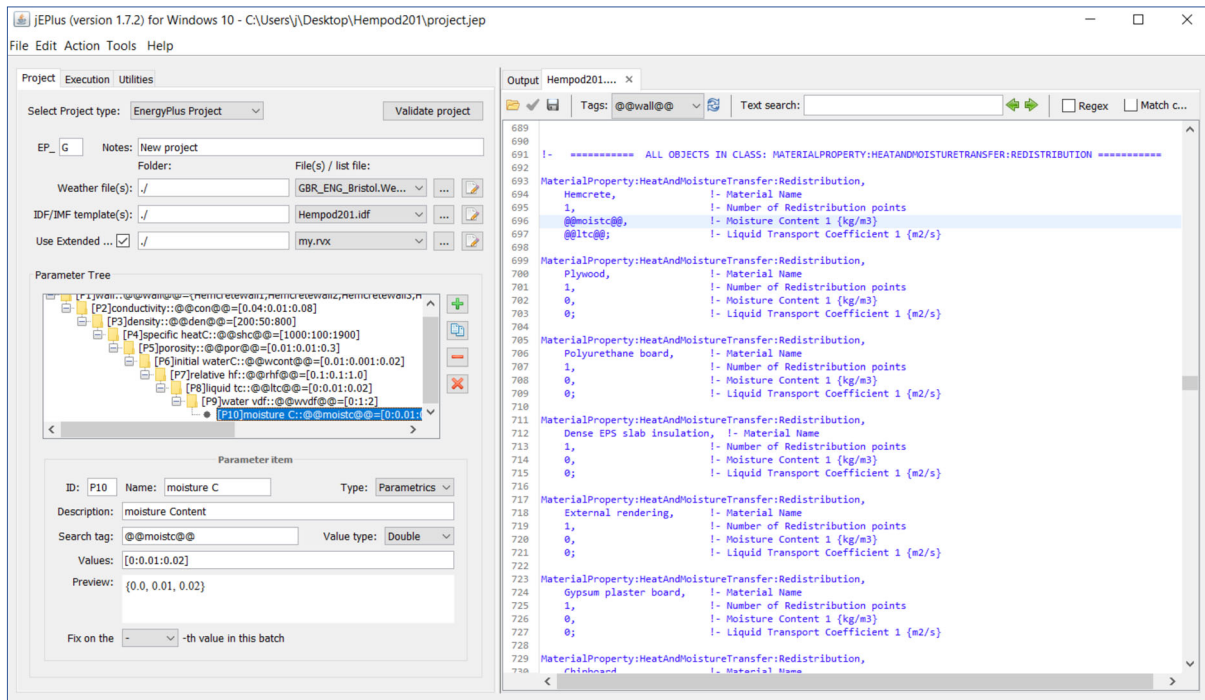 jEPlus (version 1.7.2) for Windows 10 - C:\Users\j\Desktop\Hempod201\project.jep
File Edit Action Tools Help
Project Execution Utilities
Select Project type: EnergyPlus Project Validate project
EP_ G Notes: New project
Folder: File(s) / list file:
Weather file(s): ./ GBR_ENG_Bristol.We... ...
IDF/IMF template(s): ./ Hempod201.idf ...
Use Extended ... ./ my.rvx ...
Parameter Tree
[P1]wall::@@wall@@={Hemcretewall1,Hemcretewall2,Hemcretewall3,H
[P2]conductivity::@@con@@=[0.04:0.01:0.08]
[P3]density::@@den@@=[200:50:800]
[P4]specific heatC::@@shc@@=[1000:100:1900]
[P5]porosity::@@por@@=[0.01:0.01:0.3]
[P6]initial waterC::@@wcont@@=[0.01:0.001:0.02]
[P7]relative hf::@@rhf@@=[0.1:0.1:1.0]
[P8]liquid tc::@@ltc@@=[0:0.01:0.02]
[P9]water vdf::@@wvdf@@=[0:1:2]
[P10]moisture C::@@moistc@@=[0:0.01:
Parameter item
ID: P10 Name: moisture C Type: Parametrics
Description: moisture Content
Search tag: @@moistc@@ Value type: Double
Values: [0:0.01:0.02]
Preview: {0.0, 0.01, 0.02}
Fix on the - -th value in this batch
Output Hempod201.... ×
Tags: @@wall@@ Text search: Regex Match c...
689
690
691 !- =========== ALL OBJECTS IN CLASS: MATERIALPROPERTY:HEATANDMOISTURETRANSFER:REDISTRIBUTION ===========
692
693 MaterialProperty:HeatAndMoistureTransfer:Redistribution,
694 Hemcrete, !- Material Name
695 1, !- Number of Redistribution points
696 @@moistc@@, !- Moisture Content 1 {kg/m3}
697 @@ltc@@; !- Liquid Transport Coefficient 1 {m2/s}
698
699 MaterialProperty:HeatAndMoistureTransfer:Redistribution,
700 Plywood, !- Material Name
701 1, !- Number of Redistribution points
702 0, !- Moisture Content 1 {kg/m3}
703 0; !- Liquid Transport Coefficient 1 {m2/s}
704
705 MaterialProperty:HeatAndMoistureTransfer:Redistribution,
706 Polyurethane board, !- Material Name
707 1, !- Number of Redistribution points
708 0, !- Moisture Content 1 {kg/m3}
709 0; !- Liquid Transport Coefficient 1 {m2/s}
710
711 MaterialProperty:HeatAndMoistureTransfer:Redistribution,
712 Dense EPS slab insulation, !- Material Name
713 1, !- Number of Redistribution points
714 0, !- Moisture Content 1 {kg/m3}
715 0; !- Liquid Transport Coefficient 1 {m2/s}
716
717 MaterialProperty:HeatAndMoistureTransfer:Redistribution,
718 External rendering, !- Material Name
719 1, !- Number of Redistribution points
720 0, !- Moisture Content 1 {kg/m3}
721 0; !- Liquid Transport Coefficient 1 {m2/s}
722
723 MaterialProperty:HeatAndMoistureTransfer:Redistribution,
724 Gypsum plaster board, !- Material Name
725 1, !- Number of Redistribution points
726 0, !- Moisture Content 1 {kg/m3}
727 0; !- Liquid Transport Coefficient 1 {m2/s}
728
729 MaterialProperty:HeatAndMoistureTransfer:Redistribution,
730 Chipboard !- Material Name